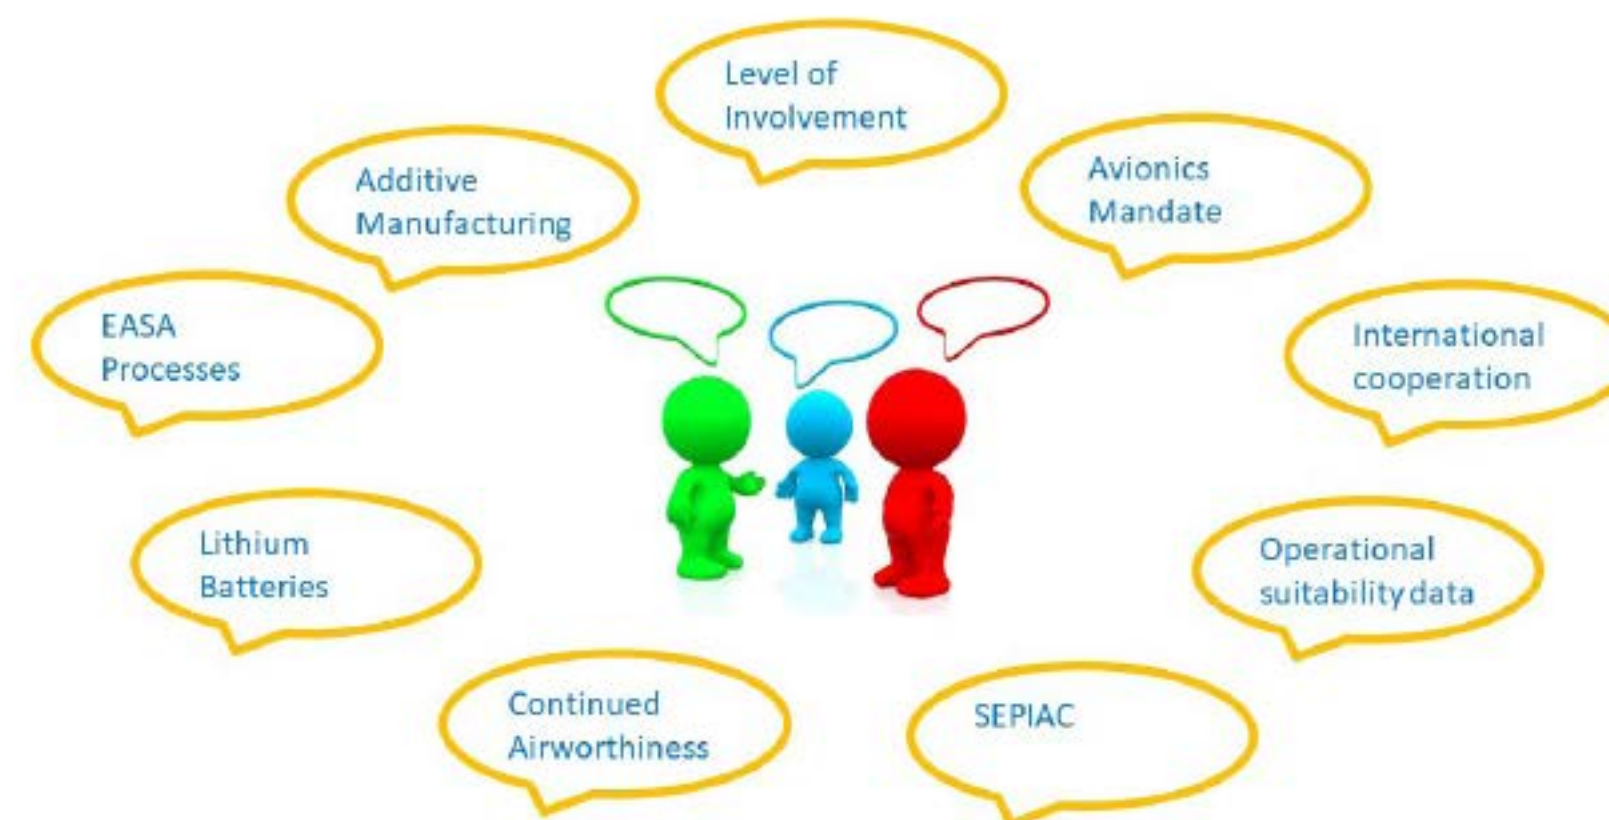 Level of
Involvement
Additive
Manufacturing
Avionics
Mandate
EASA
Processes
International
cooperation
Lithium
Batteries
Operational
suitability data
Continued
Airworthiness
SEPIAC